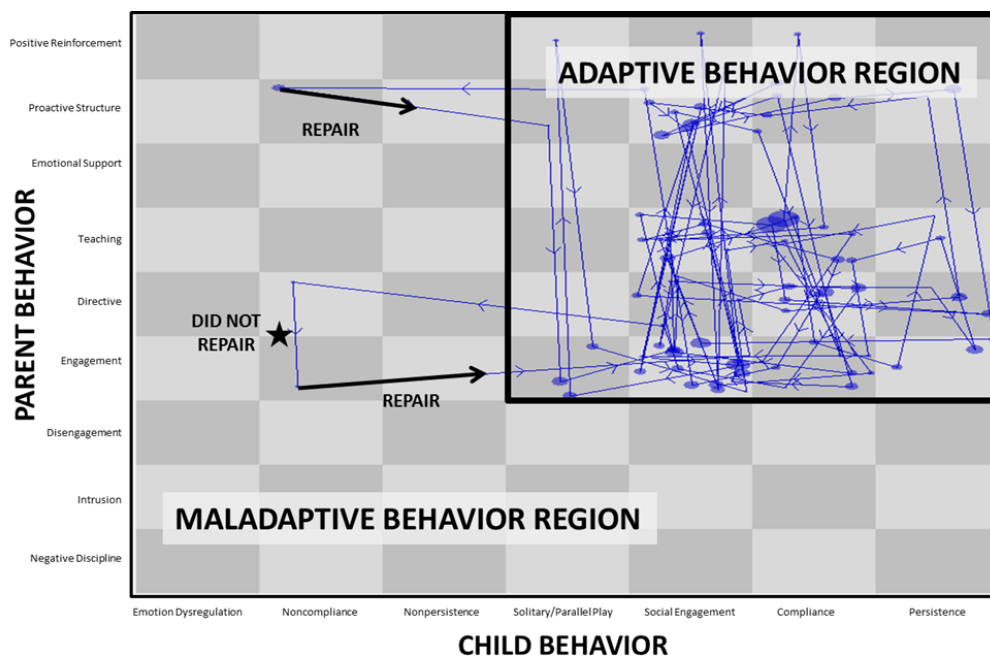 Positive Reinforcement
ADAPTIVE BEHAVIOR REGION
Proactive Structure
REPAIR
Emotional Support
Teaching
PARENT BEHAVIOR
Directive
DID NOT
REPAIR
Engagement
REPAIR
Disengagement
Intrusion
MALADAPTIVE BEHAVIOR REGION
Negative Discipline
Emotion Dysregulation Noncompliance Nonpersistence Solitary/Parallel Play Social Engagement Compliance Persistence
CHILD BEHAVIOR